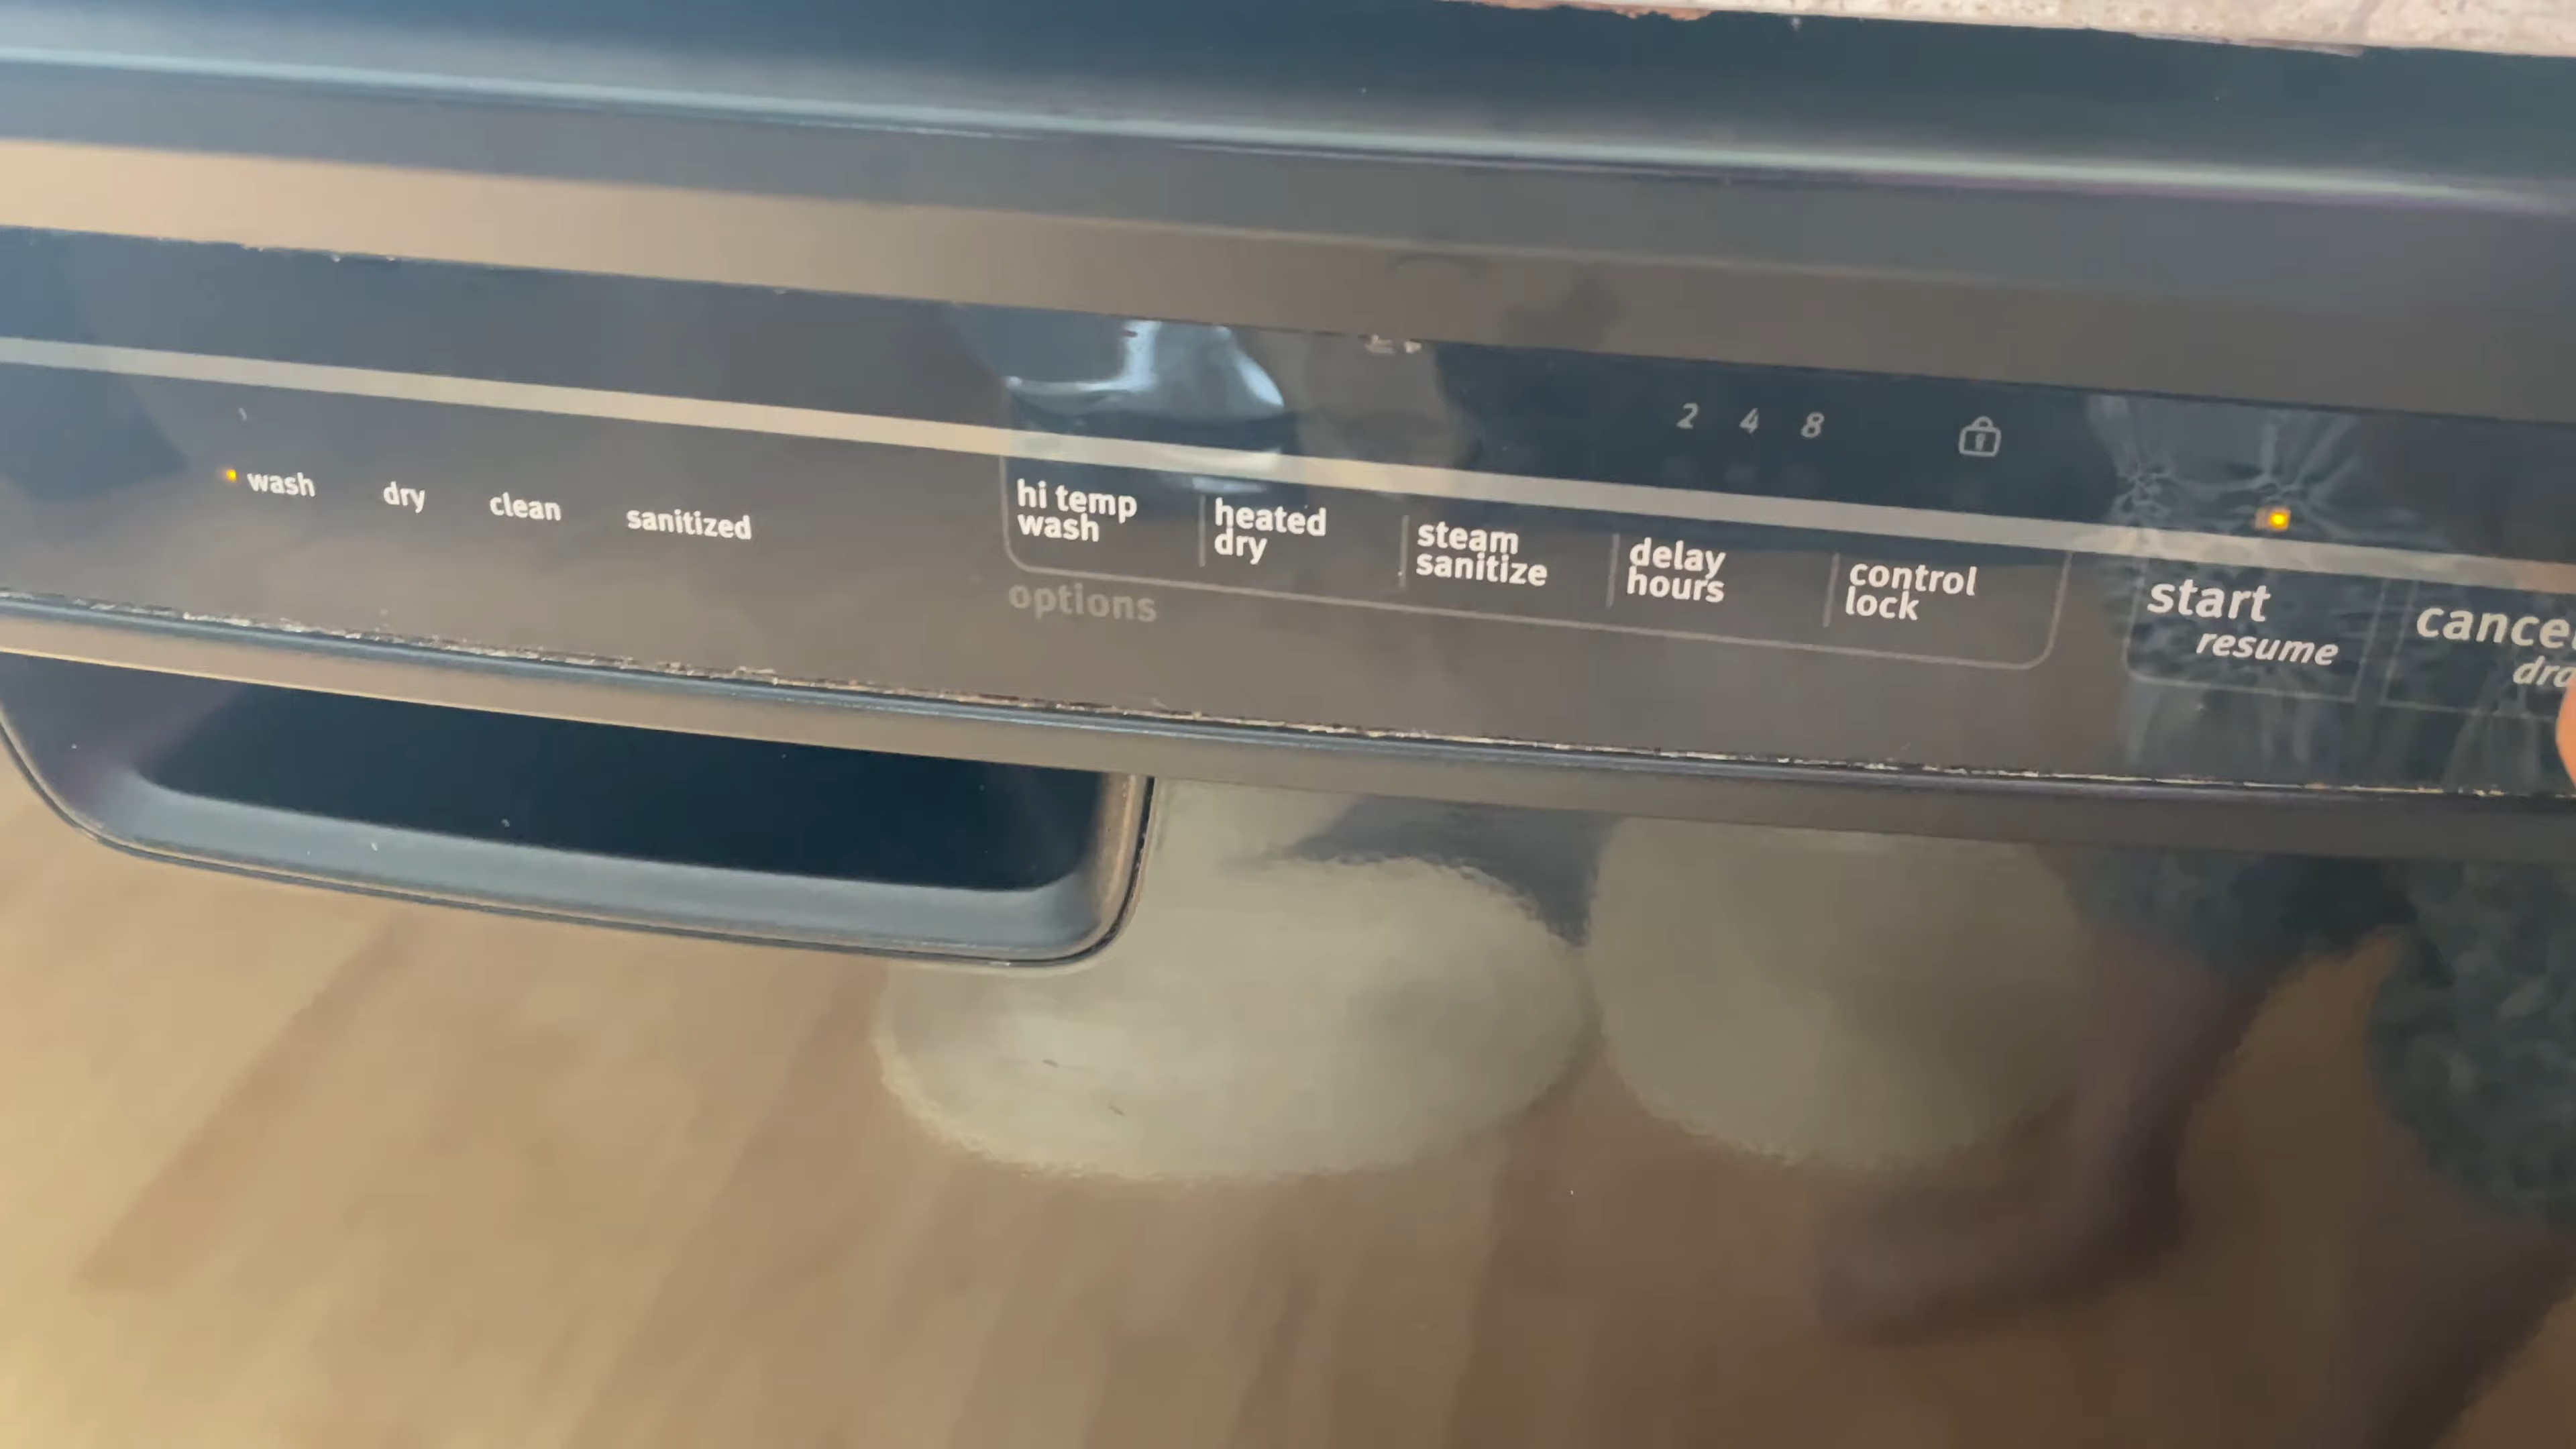 2 4 8
wash dry clean sanitized
hi temp
wash
heated
dry
steam
sanitize
delay
hours
control
lock
options
start
resume